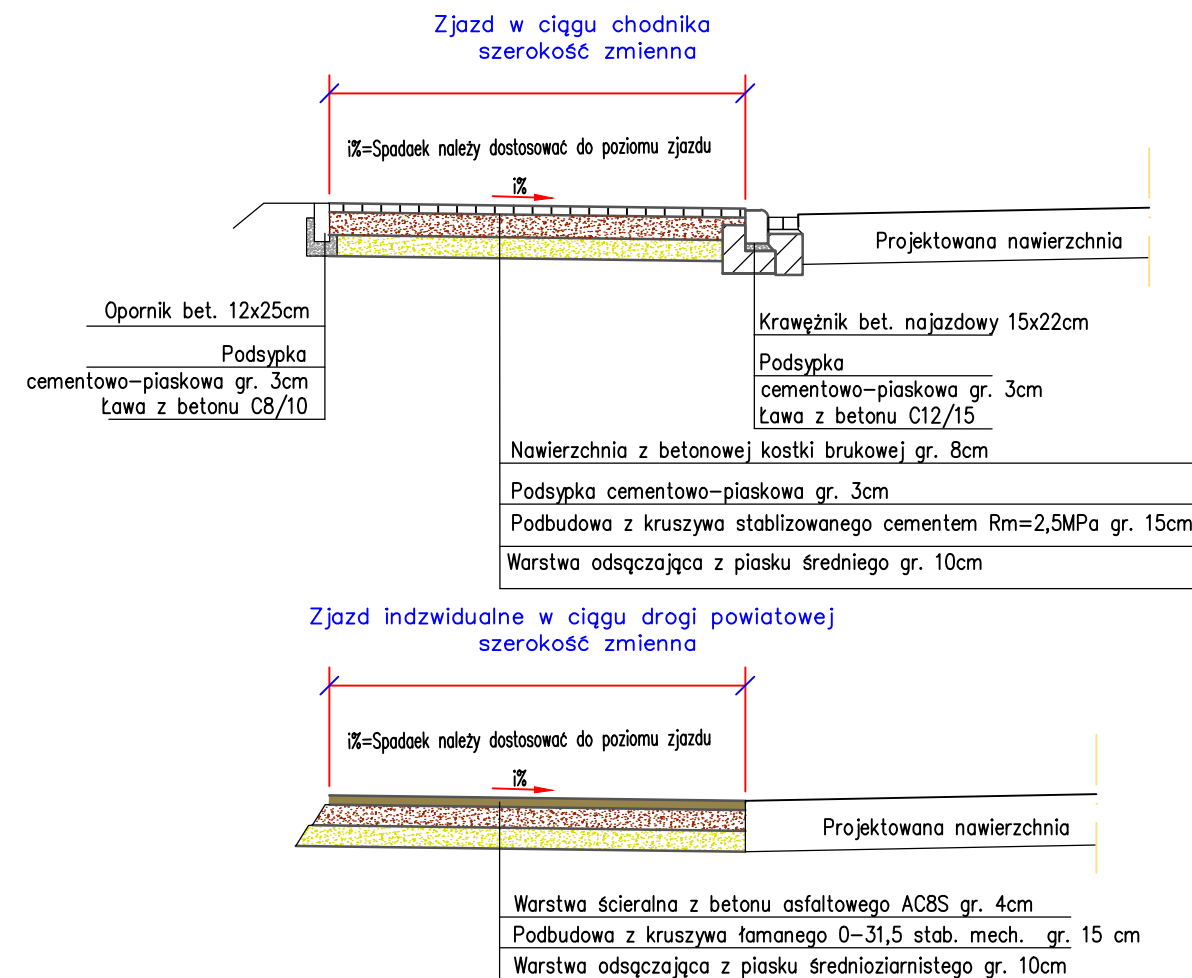 Zjazd w ciągu chodnika
szerokość zmienna
i%=Spadaek należy dostosować do poziomu zjazdu
i%
Projektowana nawierzchnia
Opornik bet. 12x25cm
Podsypka
cementowo-piaskowa gr. 3cm
Ława z betonu C8/10
Krawężnik bet. najazdowy 15x22cm
Podsypka
cementowo-piaskowa gr. 3cm
Ława z betonu C12/15
Nawierzchnia z betonowej kostki brukowej gr. 8cm
Podsypka cementowo-piaskowa gr. 3cm
Podbudowa z kruszywa stablizowanego cementem Rm=2,5MPa gr. 15cm
Warstwa odsączająca z piasku średniego gr. 10cm
Zjazd indzwidualne w ciągu drogi powiatowej
szerokość zmienna
i%=Spadaek należy dostosować do poziomu zjazdu
i%
Projektowana nawierzchnia
Warstwa ścieralna z betonu asfaltowego AC8S gr. 4cm
Podbudowa z kruszywa łamanego 0-31,5 stab. mech. gr. 15 cm
Warstwa odsączająca z piasku średnioziarnistego gr. 10cm